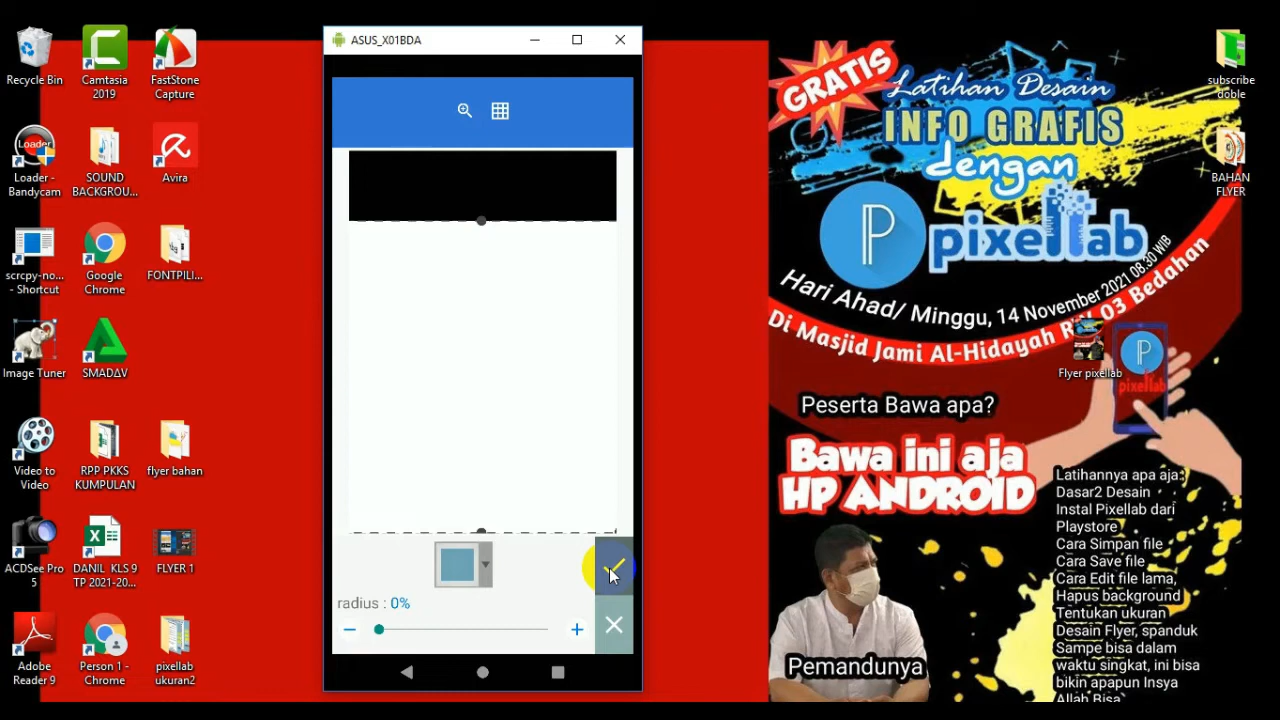 Recycle Bin
Camtasia
2019
FastStone
Capture
Loader
Loader -
Bandycam
SOUND
BACKGROU...
Avira
scrcpy-no...
- Shortcut
Google
Chrome
FONTPILI...
Image Tuner
SMADΔV
Video to
Video
RPP PKKS
KUMPULAN
flyer bahan
ACDSee Pro
5
DANIL KLS 9
TP 2021-20...
FLYER 1
Adobe
Reader 9
Person 1 -
Chrome
pixellab
ukuran2
ASUS_X01BDA
radius : 0%
GRATIS
Latihan Desain
INFO GRAFIS
dengan
P
pixellab
Hari Ahad/ Minggu, 14 November 2021 08.30 WIB
Di Masjid Jami Al-Hidayah RW 03 Bedahan
subscribe
doble
BAHAN
FLYER
Flyer pixellab
P
pixellab
Peserta Bawa apa?
Bawa ini aja
HP ANDROID
Pemandunya
Latihannya apa aja:
Dasar2 Desain
Instal Pixellab dari
Playstore
Cara Simpan file
Cara Save file
Cara Edit file lama,
Hapus background
Tentukan ukuran
Desain Flyer, spanduk
Sampe bisa dalam
waktu singkat, ini bisa
bikin apapun Insya
Allah Bisa